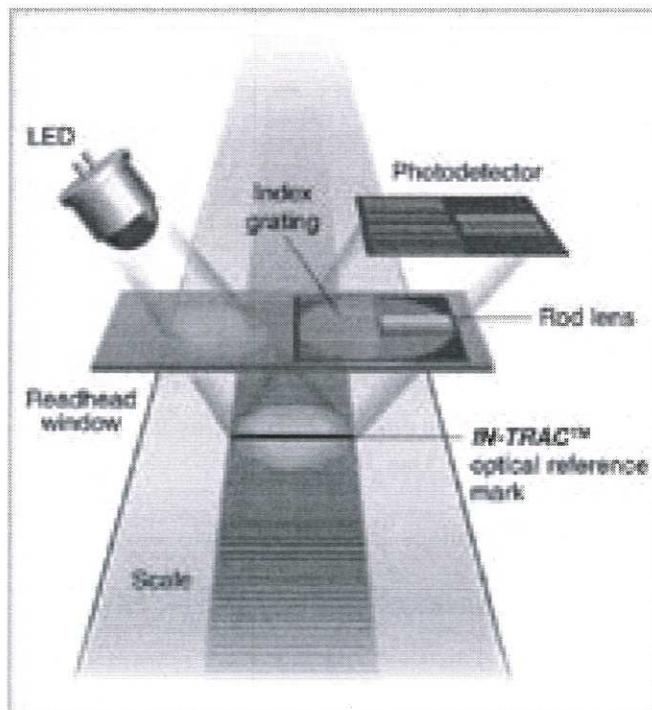 LED
Photodetector
Index
grating
Rod lens
Readhead
window
IN-TRAC™
optical reference
mark
Scale